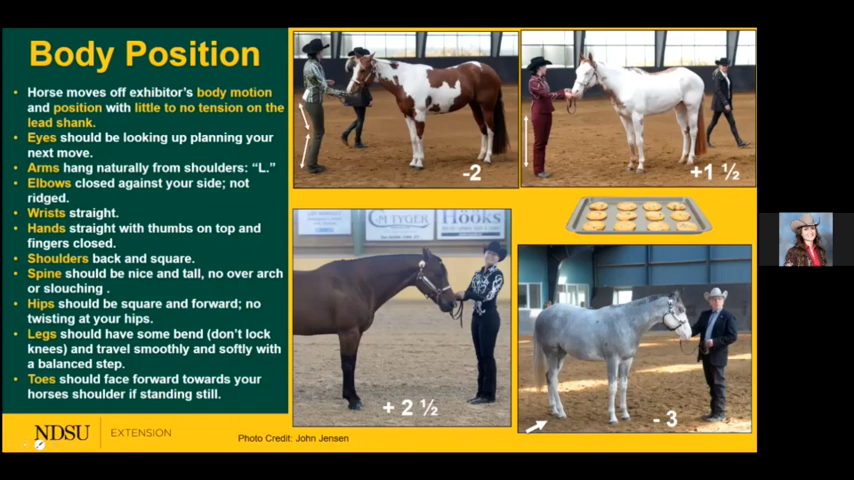 Body Position
• Horse moves off exhibitor's body motion
and position with little to no tension on the
lead shank.
• Eyes should be looking up planning your
next move.
• Arms hang naturally from shoulders: "L."
• Elbows closed against your side; not
ridged.
• Wrists straight.
• Hands straight with thumbs on top and
fingers closed.
• Shoulders back and square.
• Spine should be nice and tall, no over arch
or slouching .
• Hips should be square and forward; no
twisting at your hips.
• Legs should have some bend (don't lock
knees) and travel smoothly and softly with
a balanced step.
• Toes should face forward towards your
horses shoulder if standing still.
-2
+1 ½
CM TYGER
Hooks
+ 2 ½
- 3
NDSU EXTENSION
Photo Credit: John Jensen